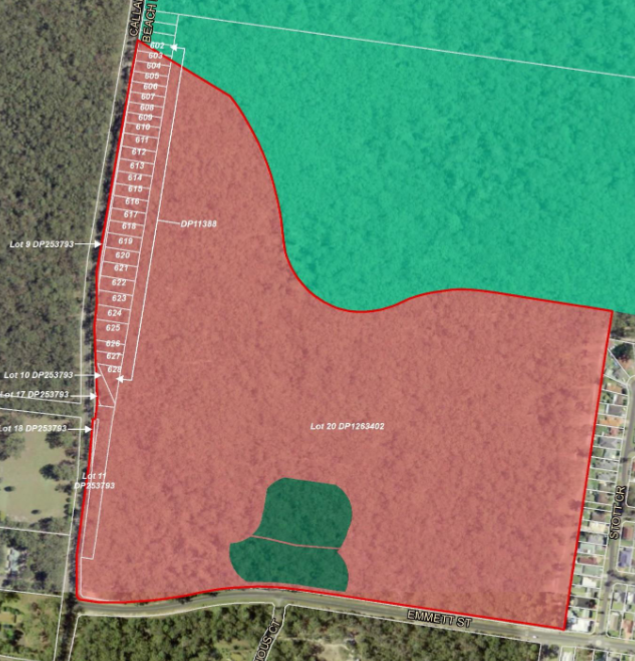 CALLA
BEACH
602
603
604
605
606
607
608
609
610
611
612
613
614
615
616
617
618
DP11388
Lot 9 DP253793
619
620
621
622
623
624
625
626
627
628
Lot 10 DP253793
Lot 17 DP253793
Lot 18 DP253793
Lot 20 DP1263402
Lot 11
DP253793
STOTT CR
EMMETT ST